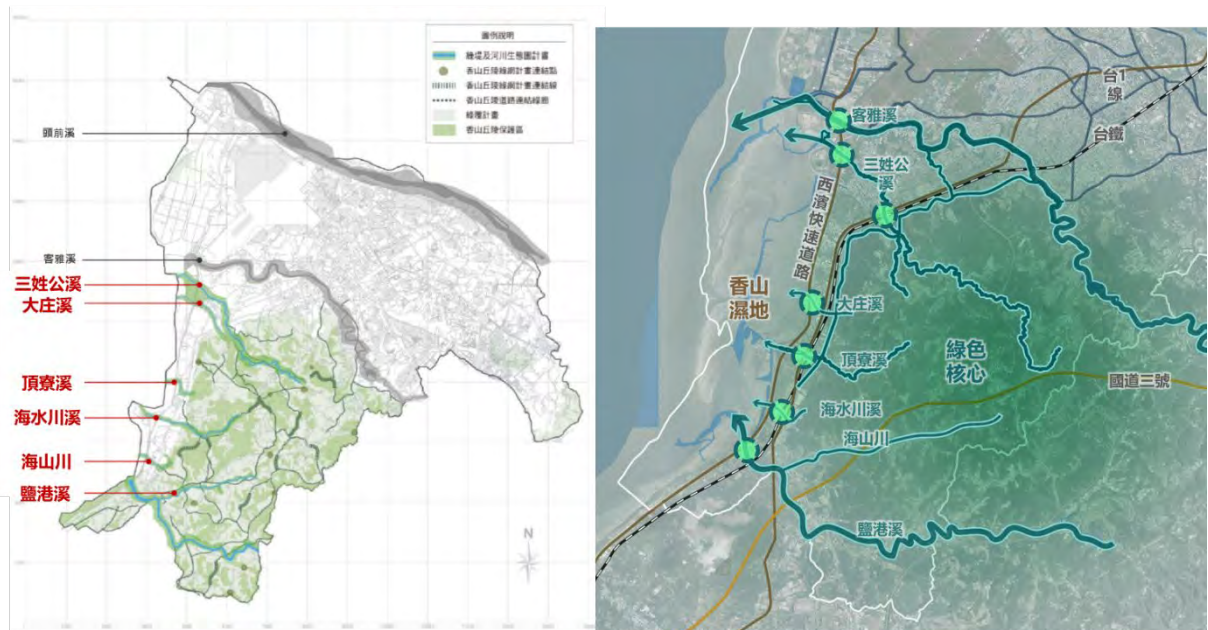 圖例說明
綠堤及河川生態園計畫
香山丘陵綠網計畫連結點
香山丘陵綠網計畫連結線
香山丘陵道路連結綠廊
綠覆計畫
香山丘陵保護區
頭前溪
客雅溪
三姓公溪
大庄溪
頂寮溪
海水川溪
海山川
鹽港溪
N
台1
線
台鐵
客雅溪
三姓公
溪
西濱快速道路
香山
濕地
大庄溪
頂寮溪
綠色
核心
國道三號
海水川溪
海山川
鹽港溪